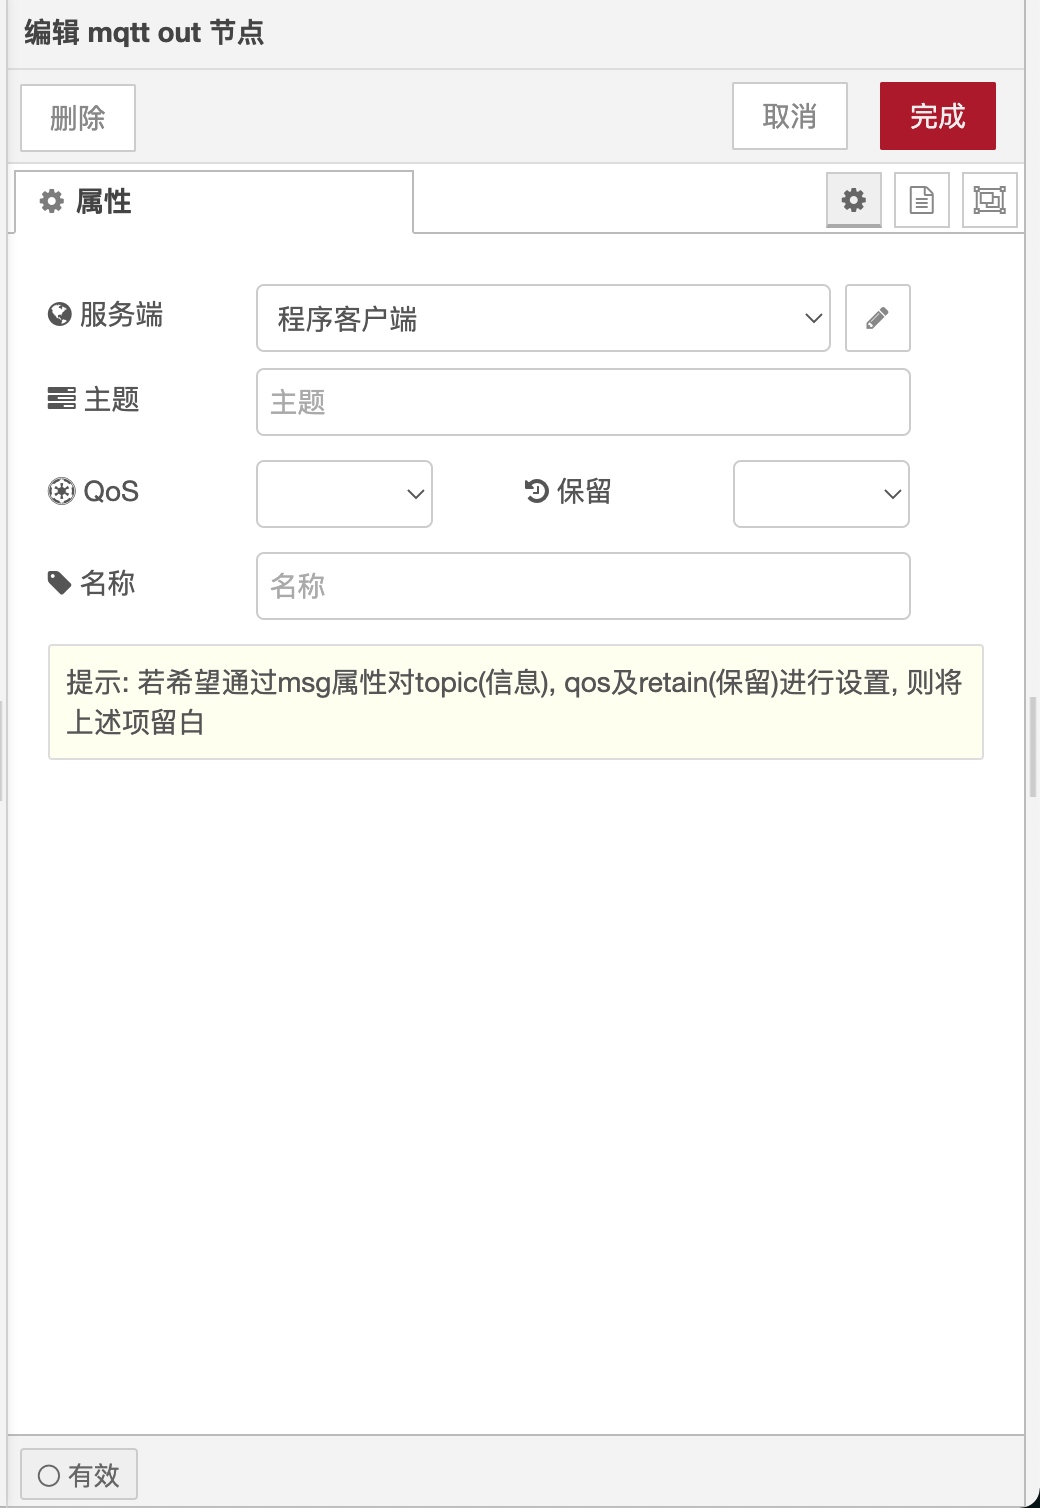 编辑 mqtt out 节点
删除 取消 完成
属性
服务端 程序客户端
主题 主题
QoS 保留
名称 名称
提示: 若希望通过msg属性对topic(信息), qos及retain(保留)进行设置, 则将
上述项留白
有效